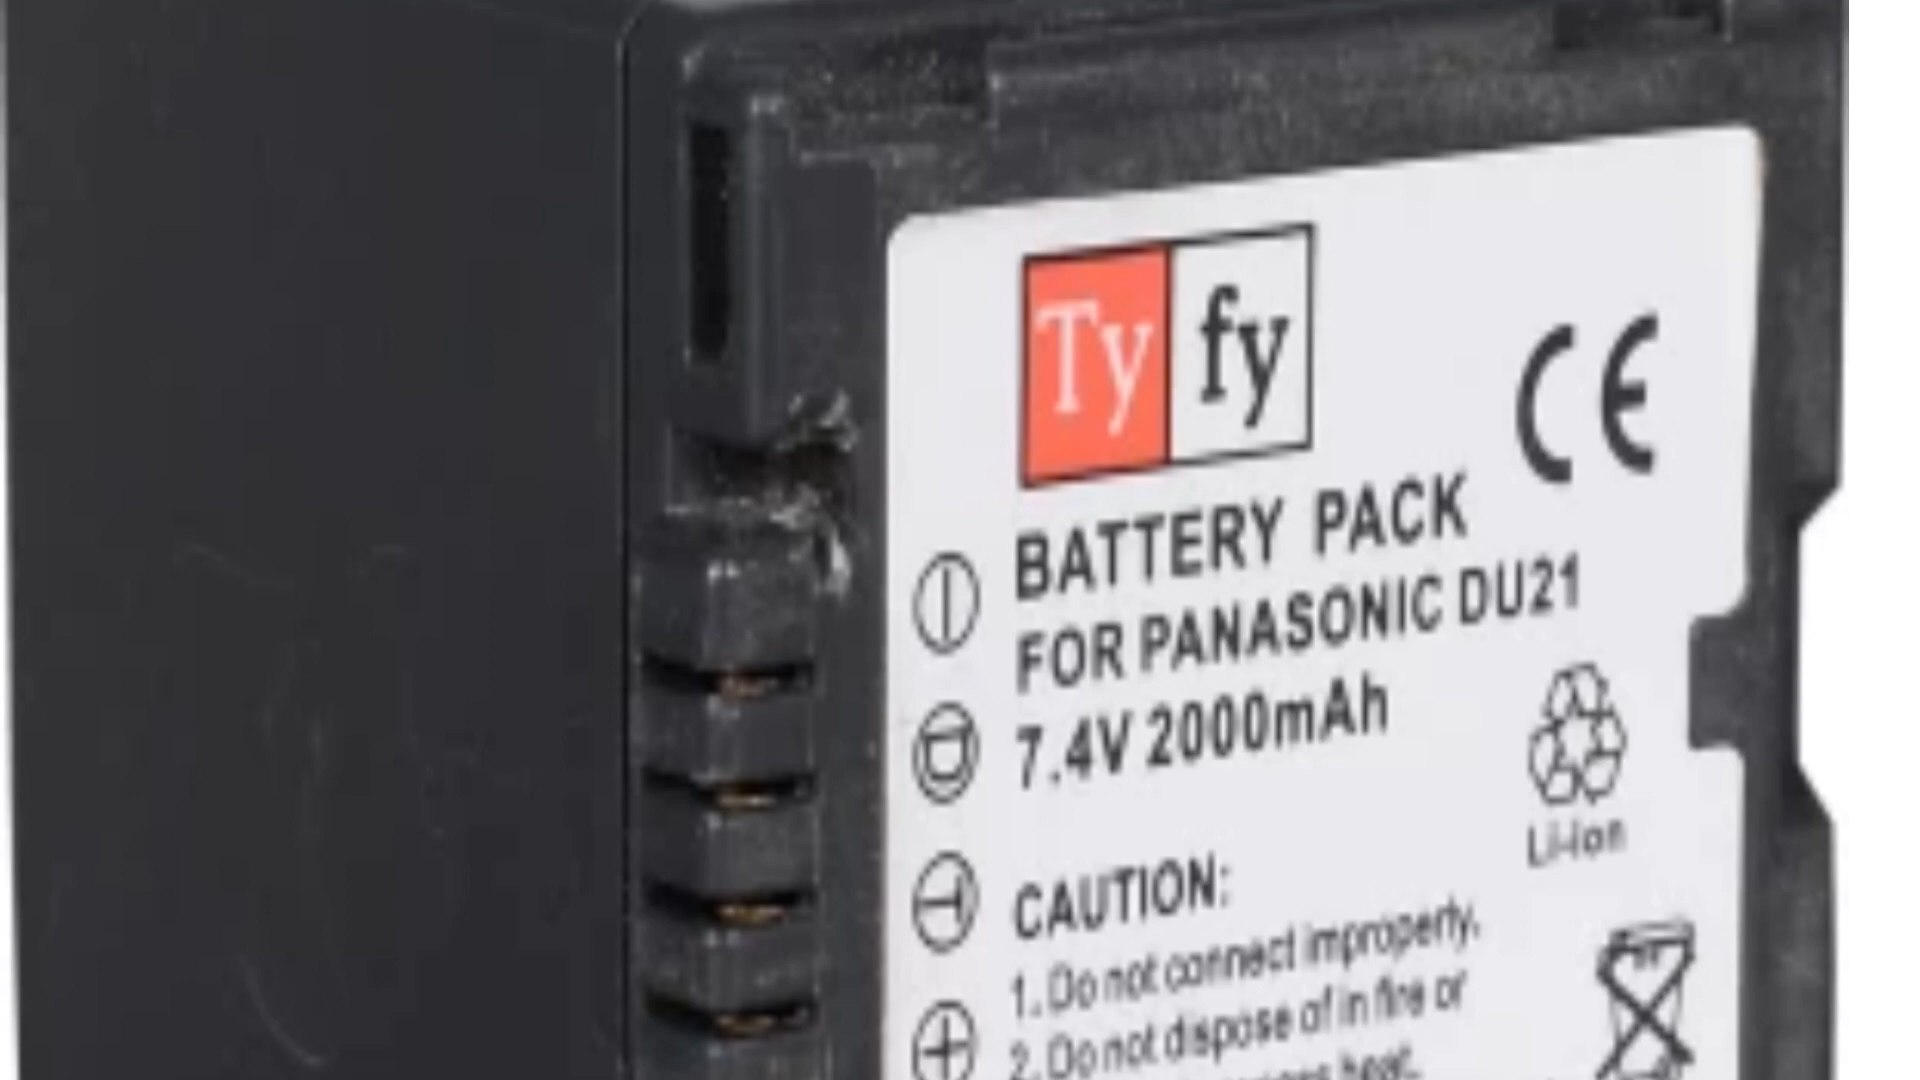 Ty fy
CE
BATTERY PACK
FOR PANASONIC DU21
7.4V 2000mAh
Li-ion
CAUTION:
1. Do not connect improperly.
2. Do not dispose of in fire or
heat.